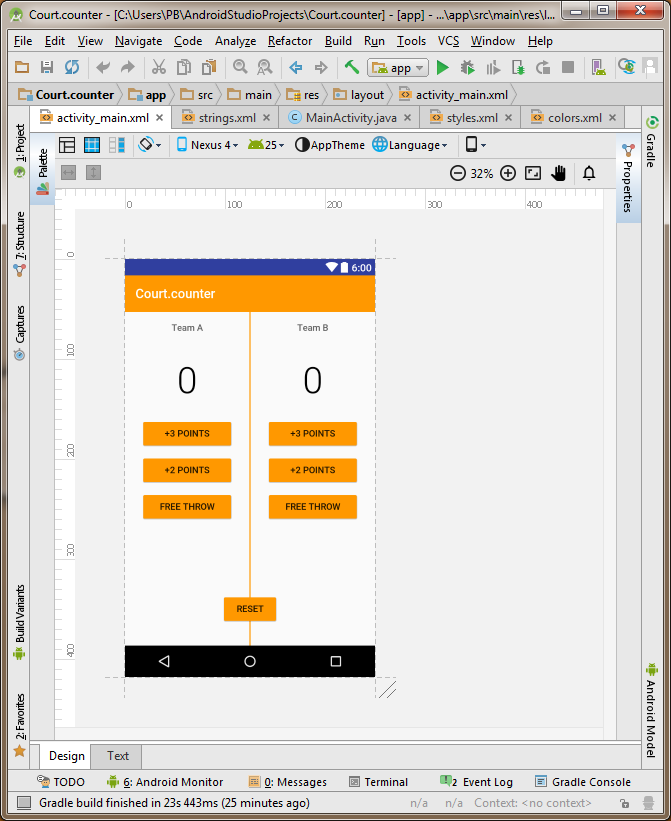 Court.counter - [C:\Users\PB\AndroidStudioProjects\Court.counter] - [app] - ...\app\src\main\res\l...
File Edit View Navigate Code Analyze Refactor Build Run Tools VCS Window Help
app
Court.counter app src main res layout activity_main.xml
activity_main.xml strings.xml MainActivity.java styles.xml colors.xml
Nexus 4 25 AppTheme Language
32%
1: Project
7: Structure
Captures
Build Variants
2: Favorites
Palette
0 100 200 300 400
0
100
200
300
400
6:00
Court.counter
Team A Team B
0 0
+3 POINTS +3 POINTS
+2 POINTS +2 POINTS
FREE THROW FREE THROW
RESET
Properties
Gradle
Android Model
Design Text
TODO 6: Android Monitor 0: Messages Terminal 2 Event Log Gradle Console
Gradle build finished in 23s 443ms (25 minutes ago) n/a n/a Context: <no context>